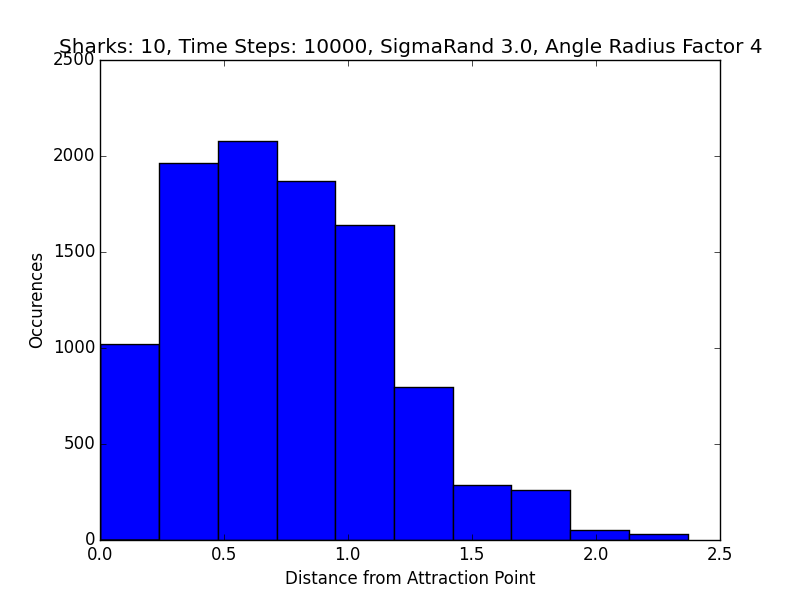 Sharks: 10, Time Steps: 10000, SigmaRand 3.0, Angle Radius Factor 4
2500
2000
1500
1000
500
0
Occurences
0.0 0.5 1.0 1.5 2.0 2.5
Distance from Attraction Point